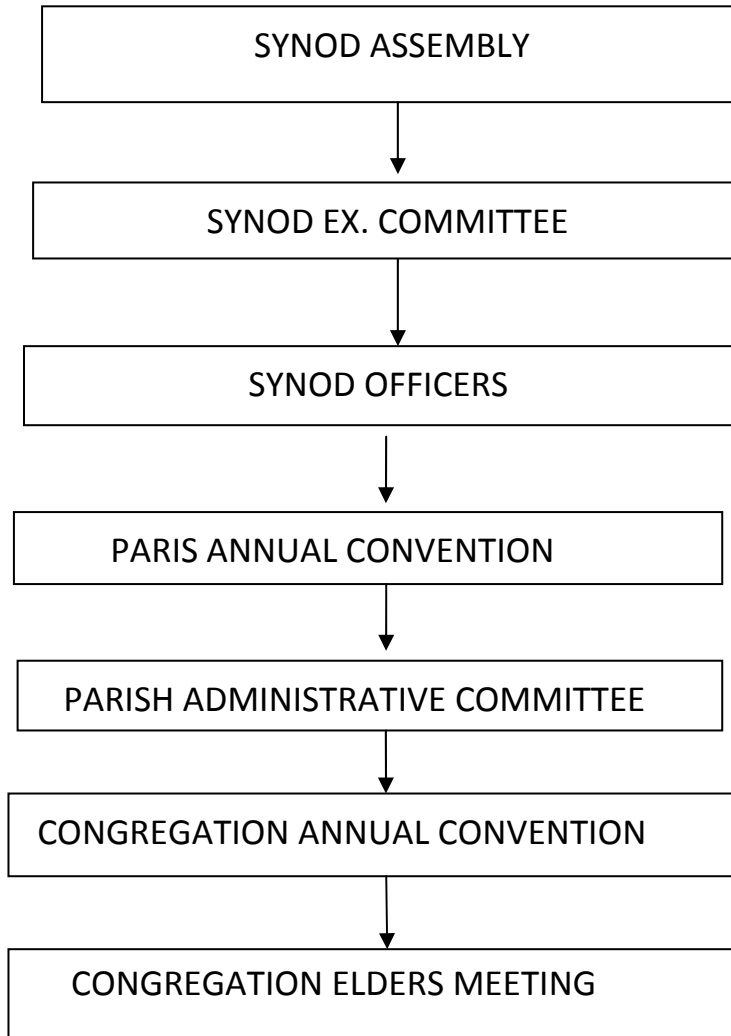 SYNOD ASSEMBLY
SYNOD EX. COMMITTEE
SYNOD OFFICERS
PARIS ANNUAL CONVENTION
PARISH ADMINISTRATIVE COMMITTEE
CONGREGATION ANNUAL CONVENTION
CONGREGATION ELDERS MEETING